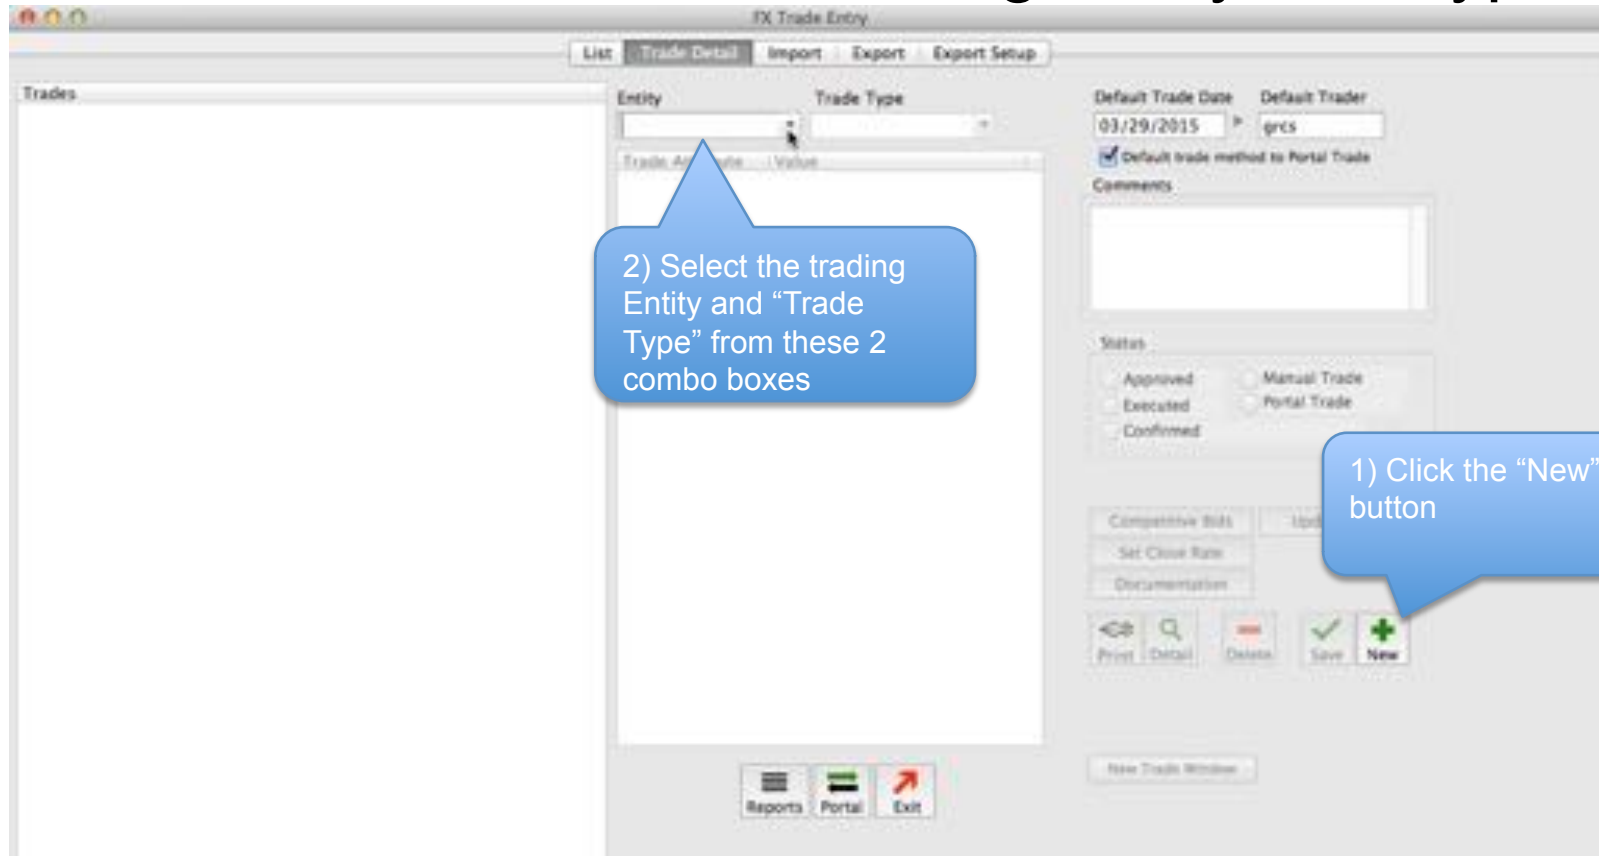 FX Trade Entry
List Trade Detail Import Export Export Setup
Trades
Entity Trade Type
Default Trade Date Default Trader
03/29/2015 grcs
Default trade method to Portal Trade
Trade Value
Comments
2) Select the trading
Entity and “Trade
Type” from these 2
combo boxes
Status
Approved Manual Trade
Executed Portal Trade
Confirmed
1) Click the “New”
button
Competitive Bids
Set Close Rate
Documentation
Print Detail Delete Save New
New Trade Window
Reports Portal Exit